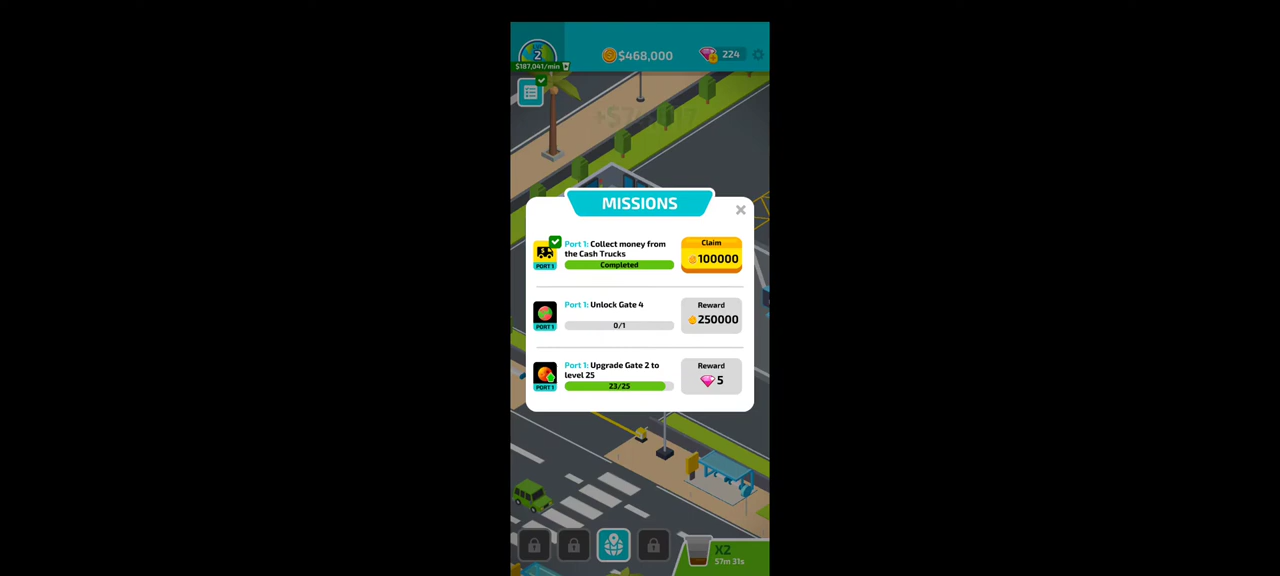 2
$468,000
224
$187,041/min
MISSIONS
Port 1: Collect money from
the Cash Trucks
Completed
PORT 1
Claim
100000
Port 1: Unlock Gate 4
0/1
PORT 1
Reward
250000
Port 1: Upgrade Gate 2 to
level 25
23/25
PORT 1
Reward
5
X2
57m 31s